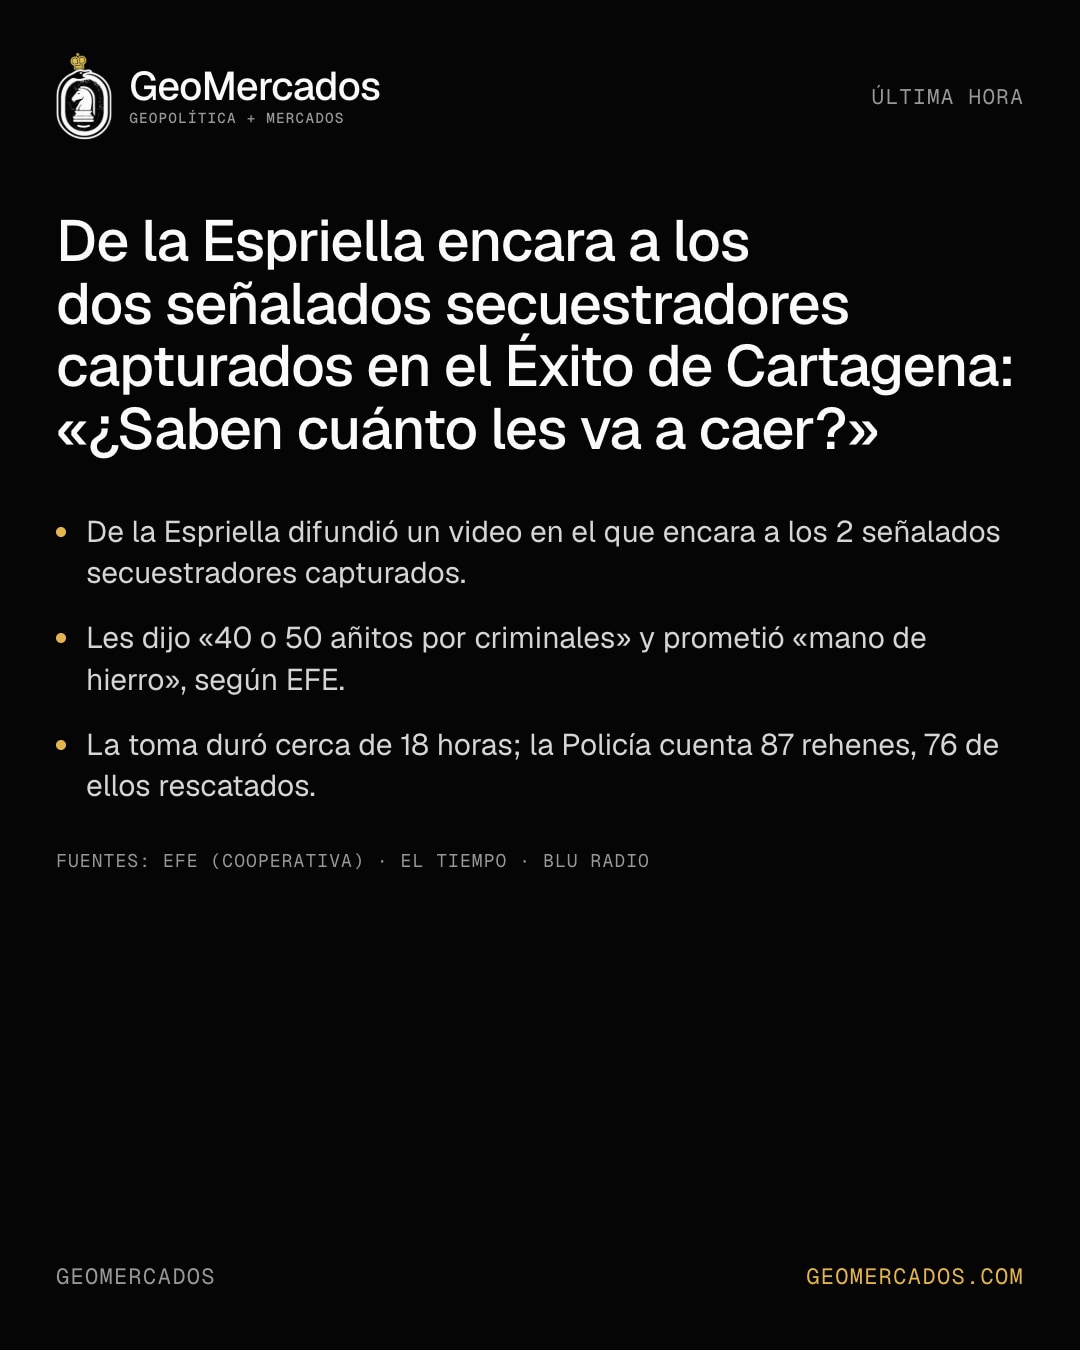 GeoMercados
GEOPOLÍTICA + MERCADOS
ÚLTIMA HORA
De la Espriella encara a los
dos señalados secuestradores
capturados en el Éxito de Cartagena:
«¿Saben cuánto les va a caer?»
• De la Espriella difundió un video en el que encara a los 2 señalados
secuestradores capturados.
• Les dijo «40 o 50 añitos por criminales» y prometió «mano de
hierro», según EFE.
• La toma duró cerca de 18 horas; la Policía cuenta 87 rehenes, 76 de
ellos rescatados.
FUENTES: EFE (COOPERATIVA) · EL TIEMPO · BLU RADIO
GEOMERCADOS
GEOMERCADOS.COM